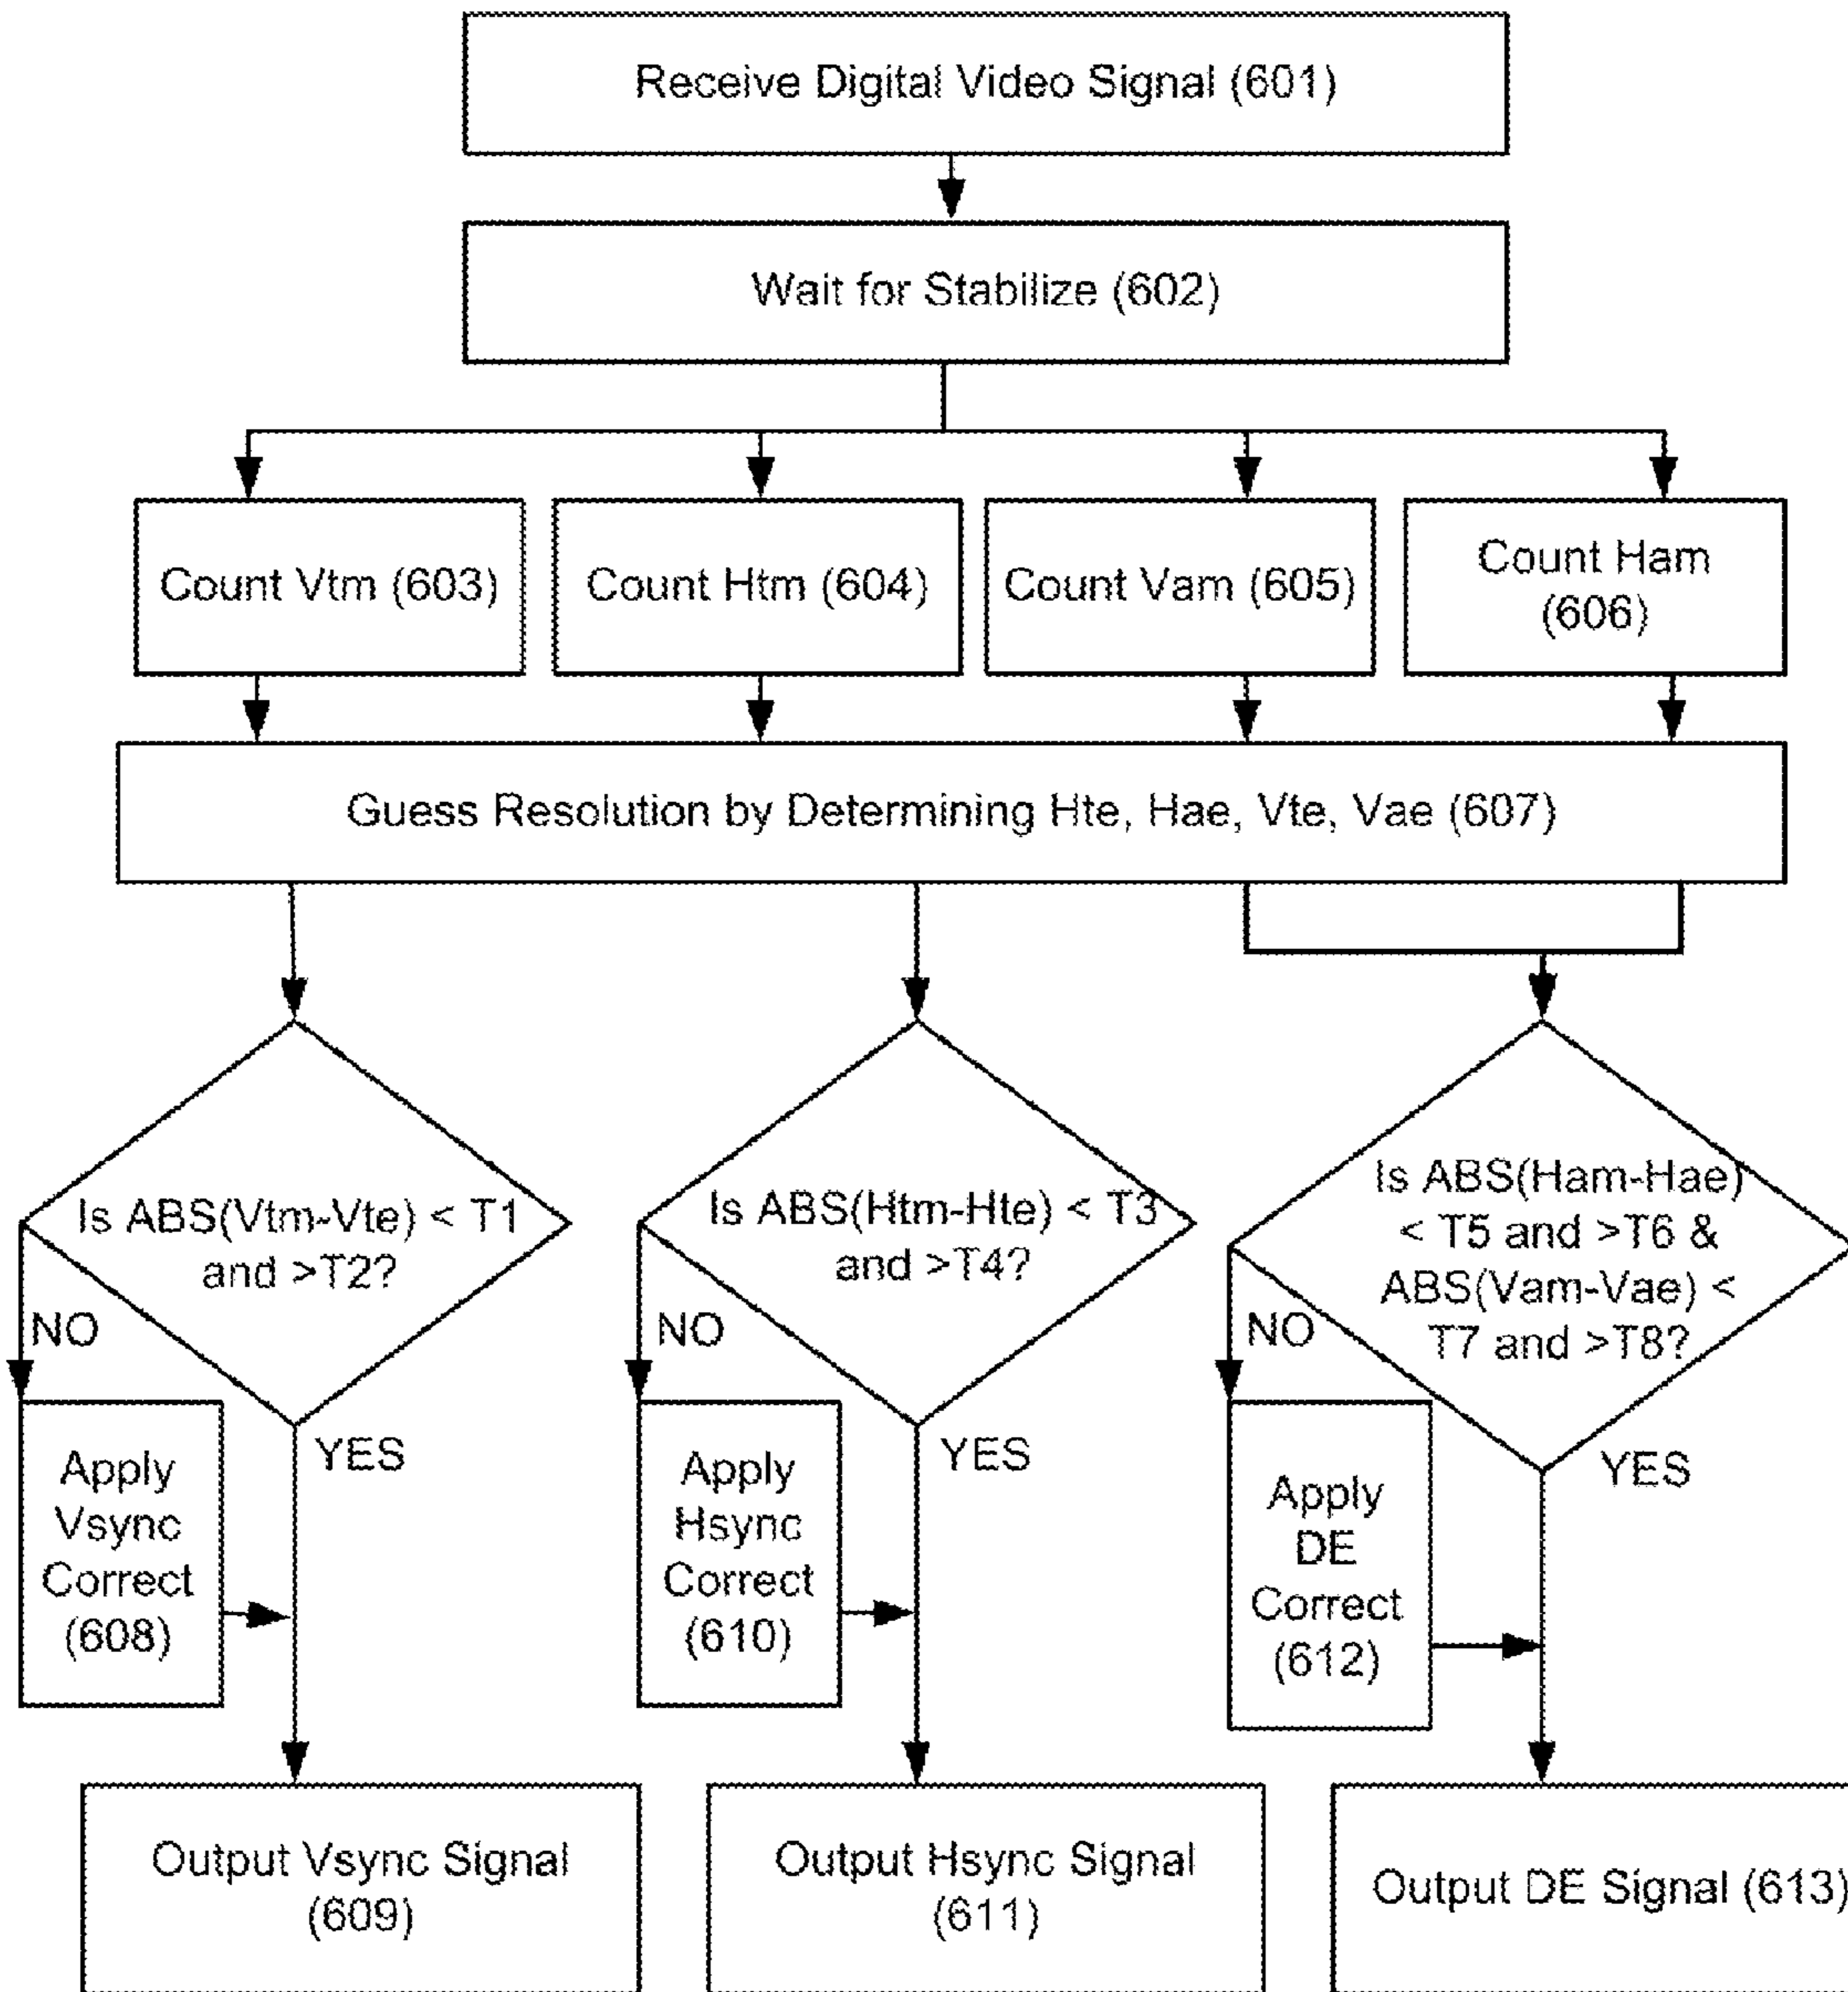 Receive Digital Video Signal (601)
Wait for Stabilize (602)
Count Vtm (603)
Count Htm (604)
Count Vam (605)
Count Ham
(606)
Guess Resolution by Determining Hte, Hae, Vte, Vae (607)
Is ABS(Vtm-Vte) < T1
and >T2?
NO
YES
Apply
Vsync
Correct
(608)
Is ABS(Htm-Hte) < T3
and >T4?
NO
YES
Apply
Hsync
Correct
(610)
Is ABS(Ham-Hae)
< T5 and >T6 &
ABS(Vam-Vae) <
T7 and >T8?
NO
YES
Apply
DE
Correct
(612)
Output Vsync Signal
(609)
Output Hsync Signal
(611)
Output DE Signal (613)